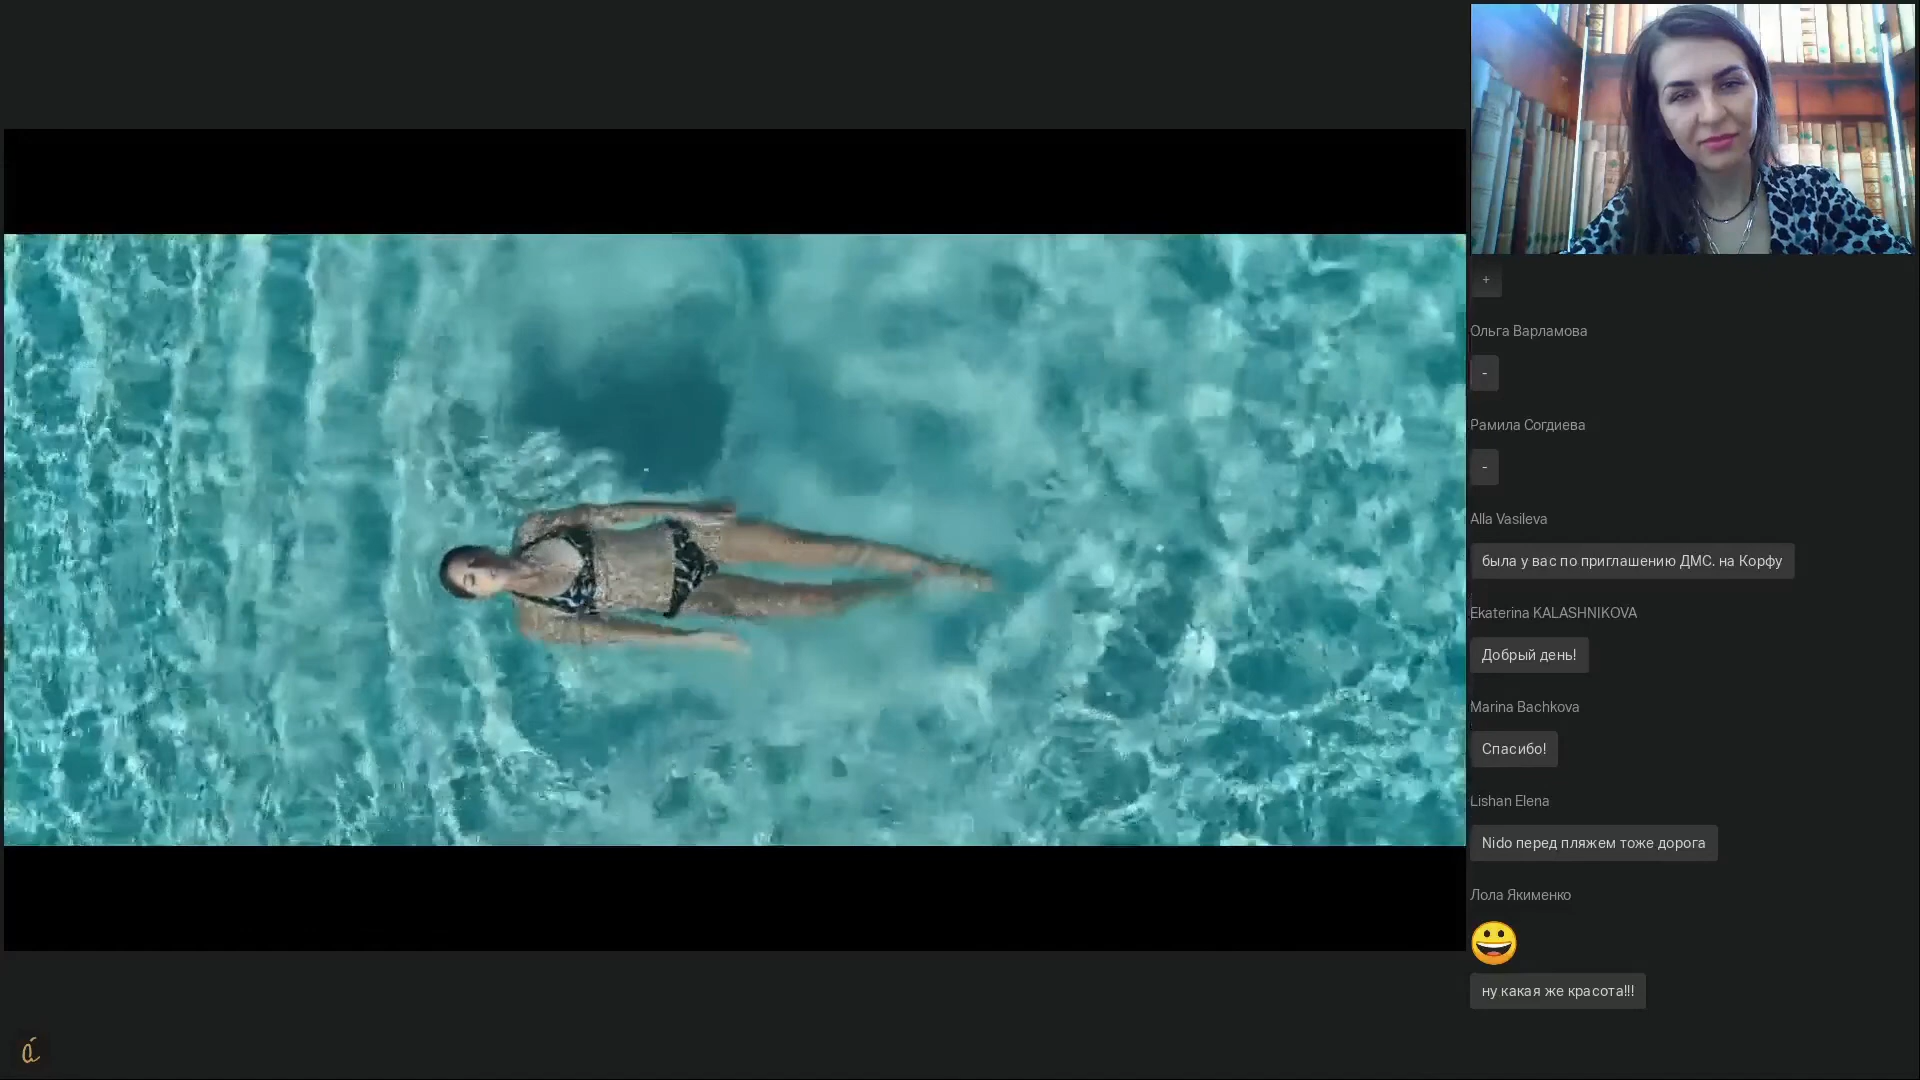 +
Ольга Варламова
-
Рамила Согдиева
-
Alla Vasileva
была у вас по приглашению ДМС. на Корфу
Ekaterina KALASHNIKOVA
Добрый день!
Marina Bachkova
Спасибо!
Lishan Elena
Nido перед пляжем тоже дорога
Лола Якименко
ну какая же красота!!!
á